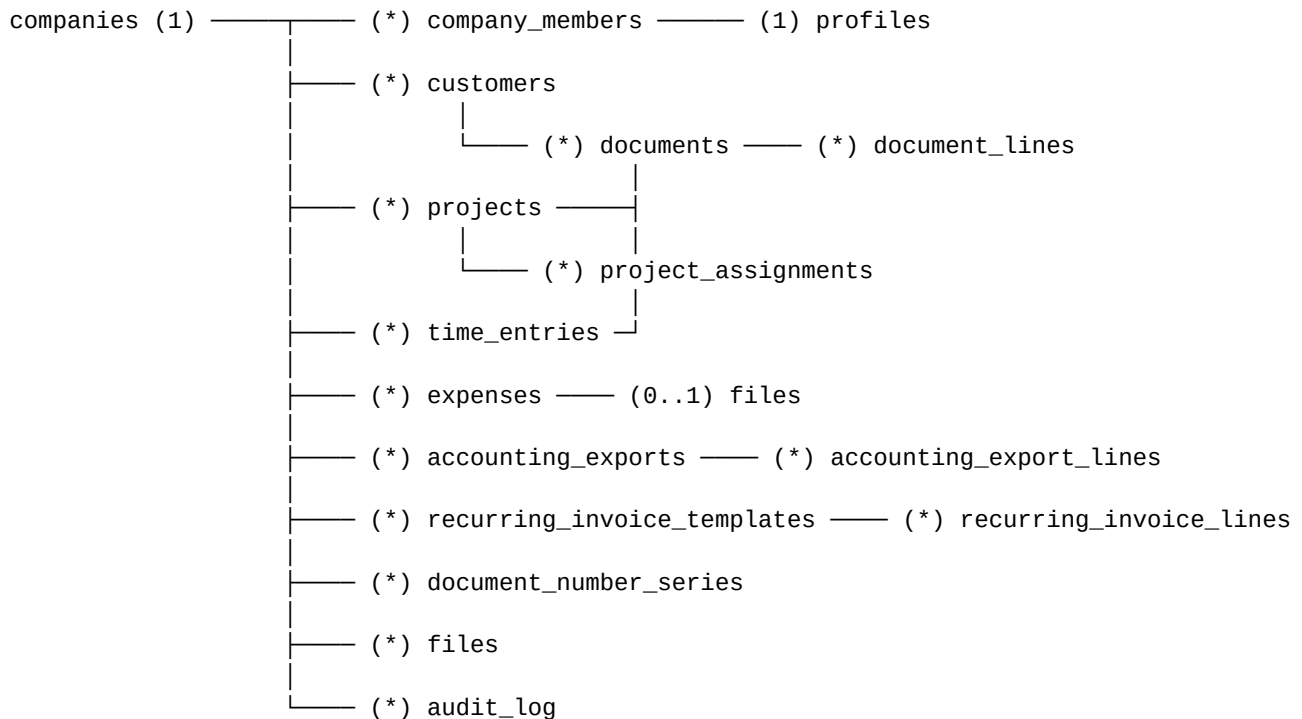 companies (1) (*) company_members (1) profiles
(*) customers
(*) documents (*) document_lines
(*) projects
(*) project_assignments
(*) time_entries
(*) expenses (0..1) files
(*) accounting_exports (*) accounting_export_lines
(*) recurring_invoice_templates (*) recurring_invoice_lines
(*) document_number_series
(*) files
(*) audit_log